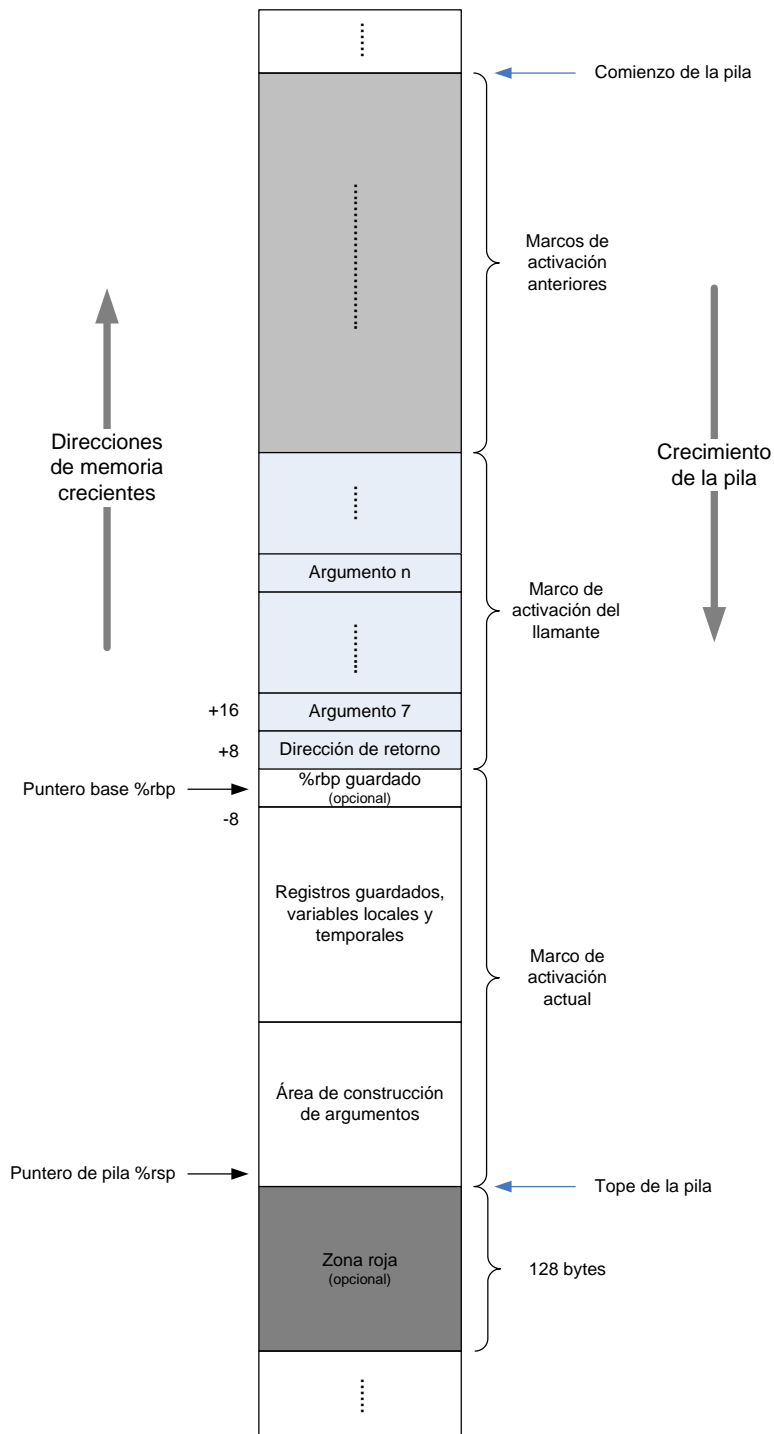 Comienzo de la pila
Marcos de
activación
anteriores
Direcciones
de memoria
crecientes
Crecimiento
de la pila
Argumento n
Marco de
activación del
llamante
+16
Argumento 7
+8
Dirección de retorno
Puntero base %rbp
%rbp guardado
(opcional)
-8
Registros guardados,
variables locales y
temporales
Marco de
activación
actual
Área de construcción
de argumentos
Puntero de pila %rsp
Tope de la pila
Zona roja
(opcional)
128 bytes